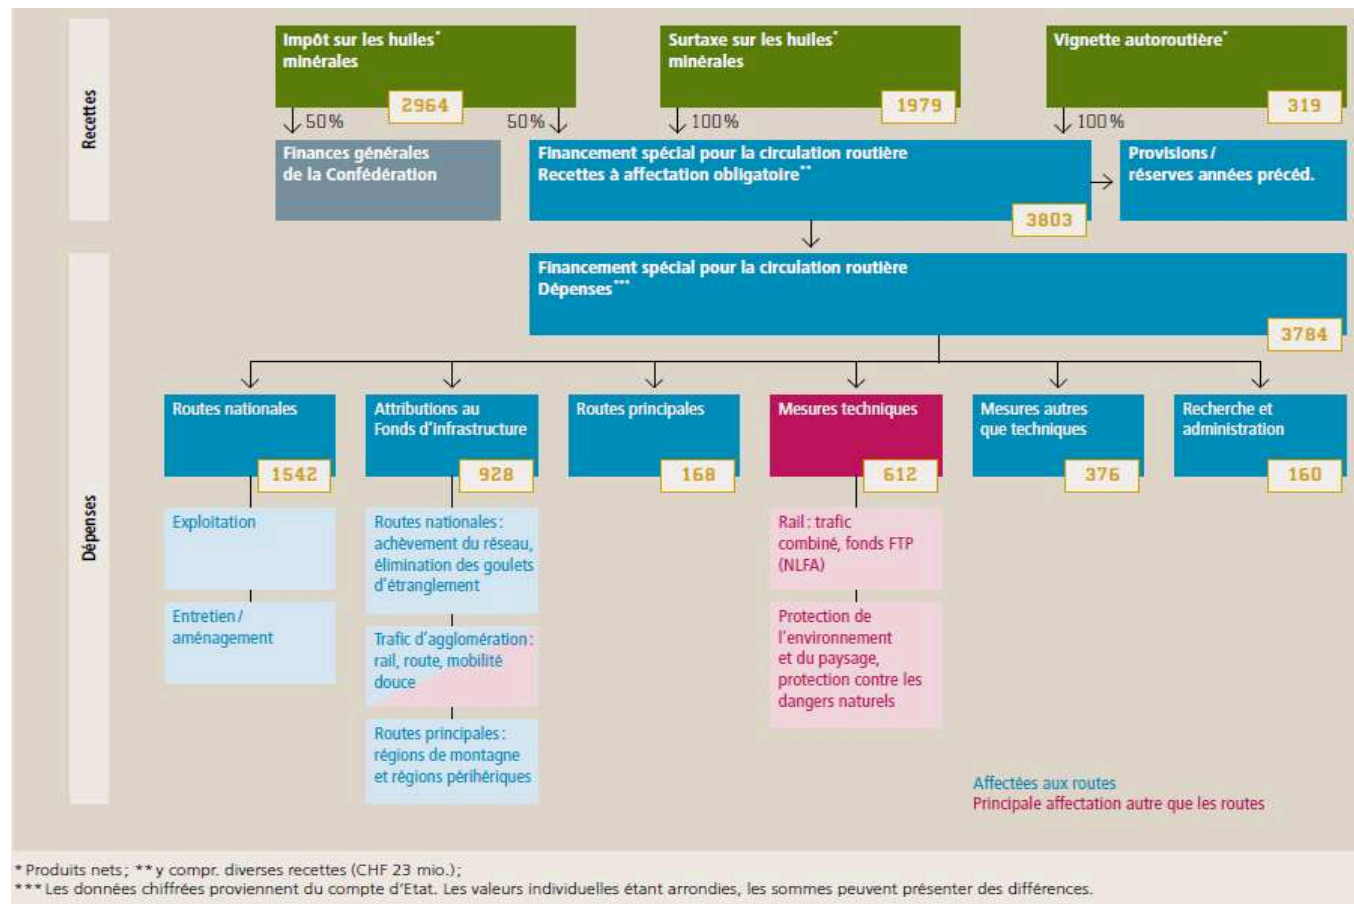 Recettes
Impôt sur les huiles*
minérales
2964
Surtaxe sur les huiles*
minérales
1979
Vignette autoroutière*
319
50%
50%
100%
100%
Finances générales
de la Confédération
Financement spécial pour la circulation routière
Recettes à affectation obligatoire**
3803
Provisions/
réserves années précéd.
Dépenses
Financement spécial pour la circulation routière
Dépenses***
3784
Routes nationales
1542
Attributions au
Fonds d'infrastructure
928
Routes principales
168
Mesures techniques
612
Mesures autres
que techniques
376
Recherche et
administration
160
Exploitation
Entretien/
aménagement
Routes nationales:
achèvement du réseau,
élimination des goulets
d'étranglement
Trafic d'agglomération:
rail, route, mobilité
douce
Routes principales:
régions de montagne
et régions périhériques
Rail: trafic
combiné, fonds FTP
(NLFA)
Protection de
l'environnement
et du paysage,
protection contre les
dangers naturels
Affectées aux routes
Principale affectation autre que les routes
* Produits nets; ** y compr. diverses recettes (CHF 23 mio.);
*** Les données chiffrées proviennent du compte d'Etat. Les valeurs individuelles étant arrondies, les sommes peuvent présenter des différences.